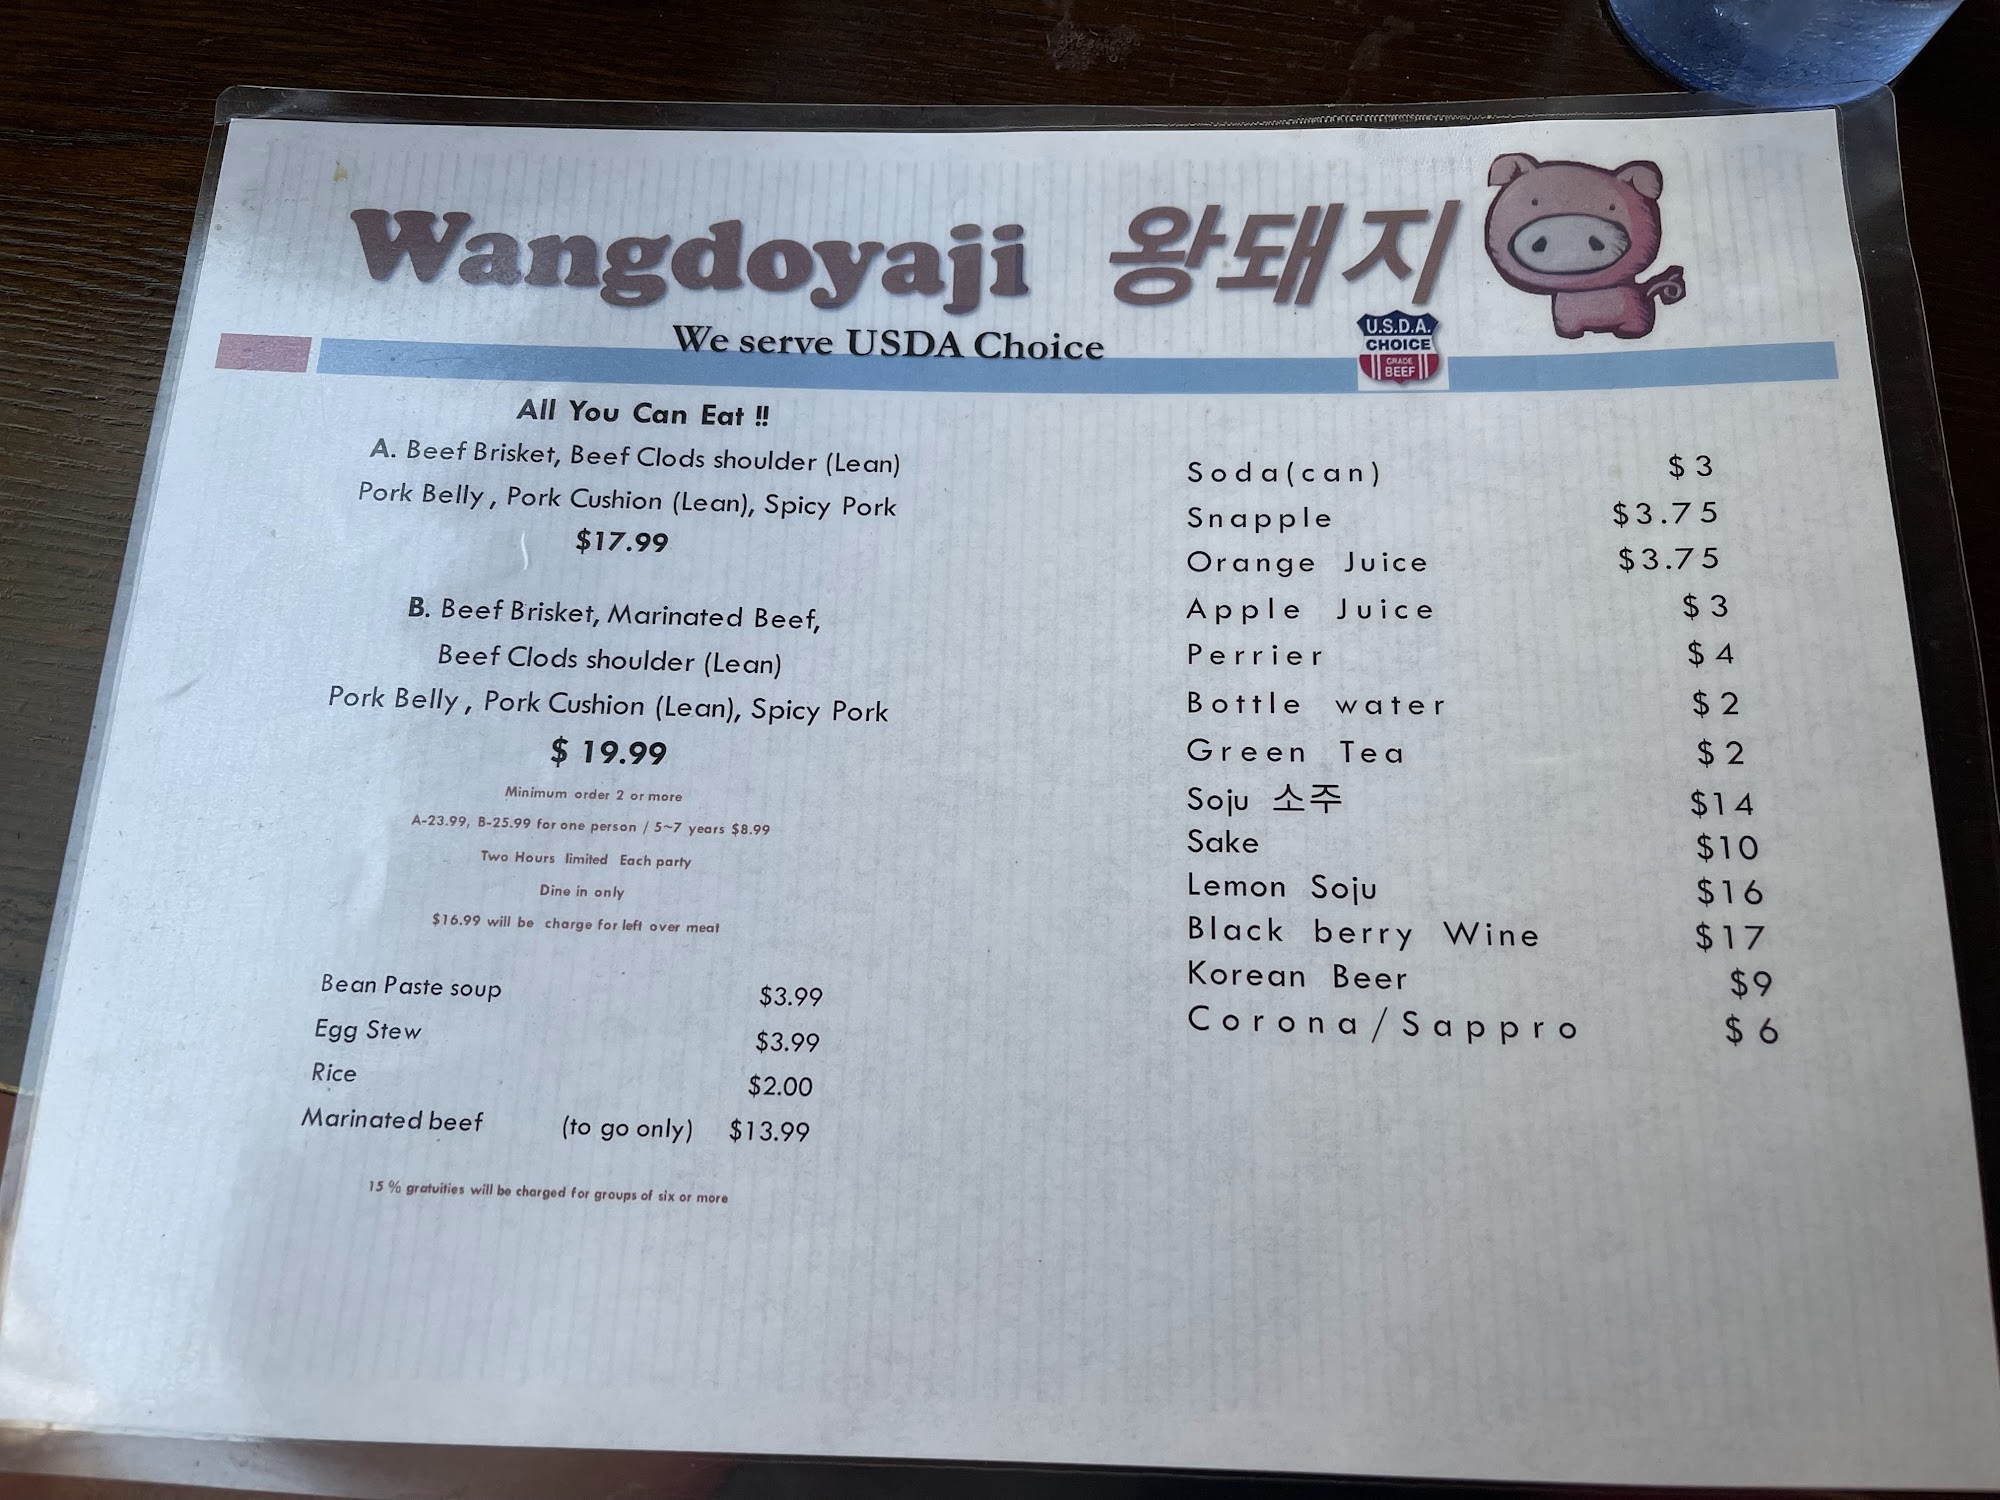 Wangdoyaji 왕돼지
We serve USDA Choice
U.S.D.A.
CHOICE
GRADE
BEEF
All You Can Eat !!
A. Beef Brisket, Beef Clods shoulder (Lean)
Pork Belly , Pork Cushion (Lean), Spicy Pork
$17.99
B. Beef Brisket, Marinated Beef,
Beef Clods shoulder (Lean)
Pork Belly , Pork Cushion (Lean), Spicy Pork
$ 19.99
Minimum order 2 or more
A-23.99, B-25.99 for one person / 5~7 years $8.99
Two Hours limited Each party
Dine in only
$16.99 will be charge for left over meat
Bean Paste soup $3.99
Egg Stew $3.99
Rice $2.00
Marinated beef (to go only) $13.99
15 % gratuities will be charged for groups of six or more
Soda(can) $3
Snapple $3.75
Orange Juice $3.75
Apple Juice $3
Perrier $4
Bottle water $2
Green Tea $2
Soju 소주 $14
Sake $10
Lemon Soju $16
Black berry Wine $17
Korean Beer $9
Corona/Sappro $6